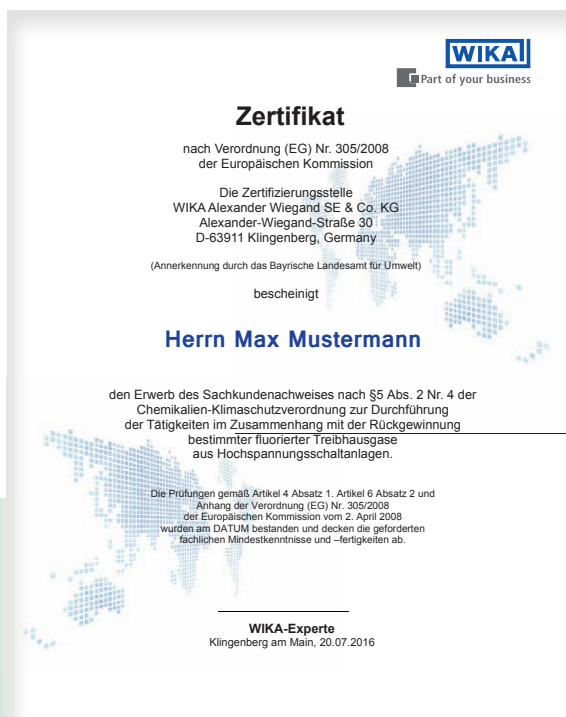 WIKA
Part of your business
Zertifikat
nach Verordnung (EG) Nr. 305/2008
der Europäischen Kommission
Die Zertifizierungsstelle
WIKA Alexander Wiegand SE & Co. KG
Alexander-Wiegand-Straße 30
D-63911 Klingenberg, Germany
(Annerkennung durch das Bayrische Landesamt für Umwelt)
bescheinigt
Herrn Max Mustermann
den Erwerb des Sachkundenachweises nach §5 Abs. 2 Nr. 4 der
Chemikalien-Klimaschutzverordnung zur Durchführung
der Tätigkeiten im Zusammenhang mit der Rückgewinnung
bestimmter fluorierter Treibhausgase
aus Hochspannungsschaltanlagen.
Die Prüfungen gemäß Artikel 4 Absatz 1. Artikel 6 Absatz 2 und
Anhang der Verordnung (EG) Nr. 305/2008
der Europäischen Kommission vom 2. April 2008
wurden am DATUM bestanden und decken die geforderten
fachlichen Mindestkenntnisse und –fertigkeiten ab.
WIKA-Experte
Klingenberg am Main, 20.07.2016